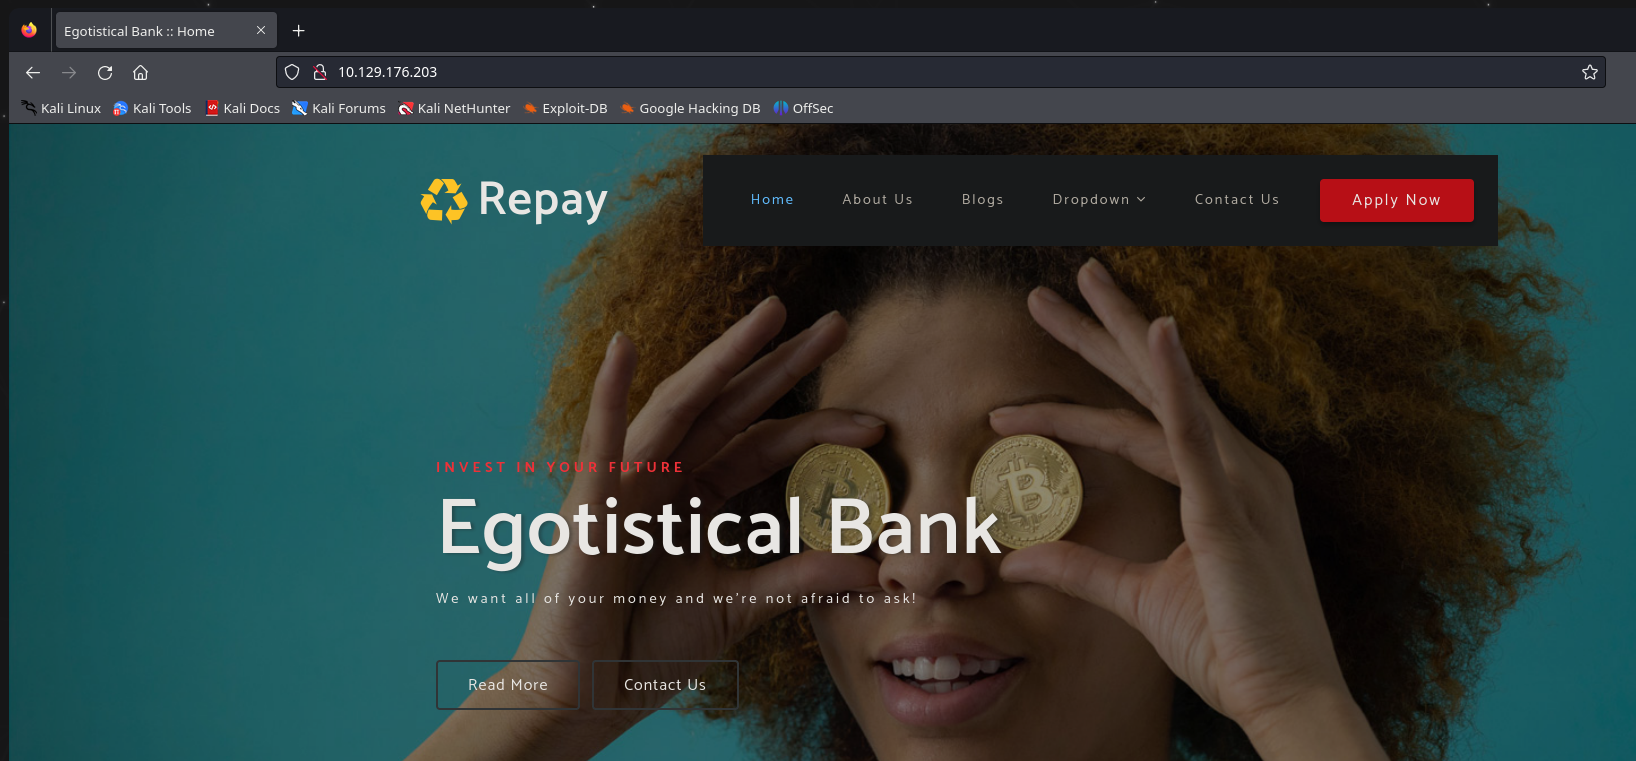 Egotistical Bank :: Home
10.129.176.203
Kali Linux Kali Tools Kali Docs Kali Forums Kali NetHunter Exploit-DB Google Hacking DB OffSec
Repay
Home About Us Blogs Dropdown Contact Us Apply Now
INVEST IN YOUR FUTURE
Egotistical Bank
We want all of your money and we're not afraid to ask!
Read More Contact Us